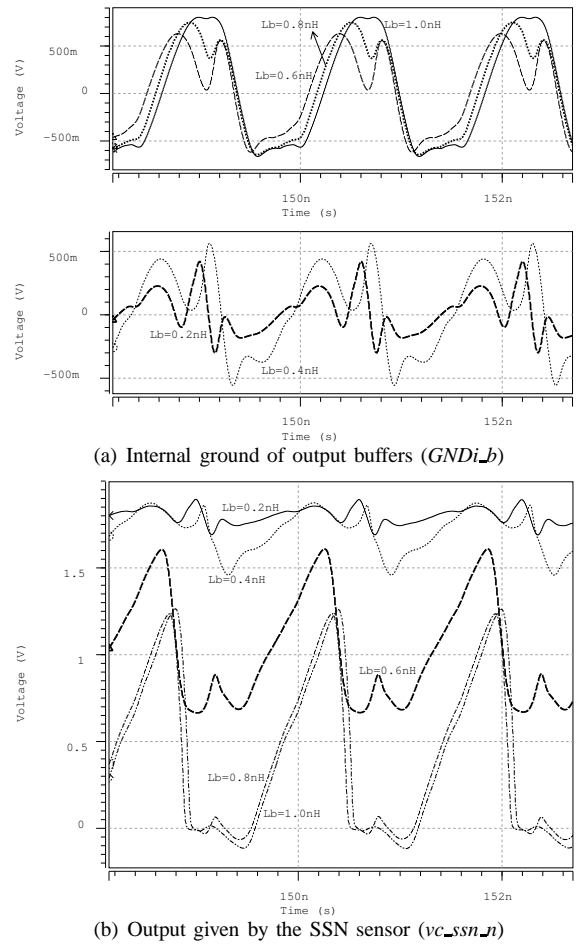 Lb=0.8nH
Lb=1.0nH
500m
Lb=0.6nH
0
−500m
Voltage (V)
150n
152n
Time (s)
500m
0
Lb=0.2nH
Lb=0.4nH
−500m
Voltage (V)
150n
152n
Time (s)
(a) Internal ground of output buffers (GNDi_b)
Lb=0.2nH
Lb=0.4nH
1.5
1
Lb=0.6nH
Voltage (V)
0.5
Lb=0.8nH
Lb=1.0nH
0
150n
152n
Time (s)
(b) Output given by the SSN sensor (vc_ssn_n)